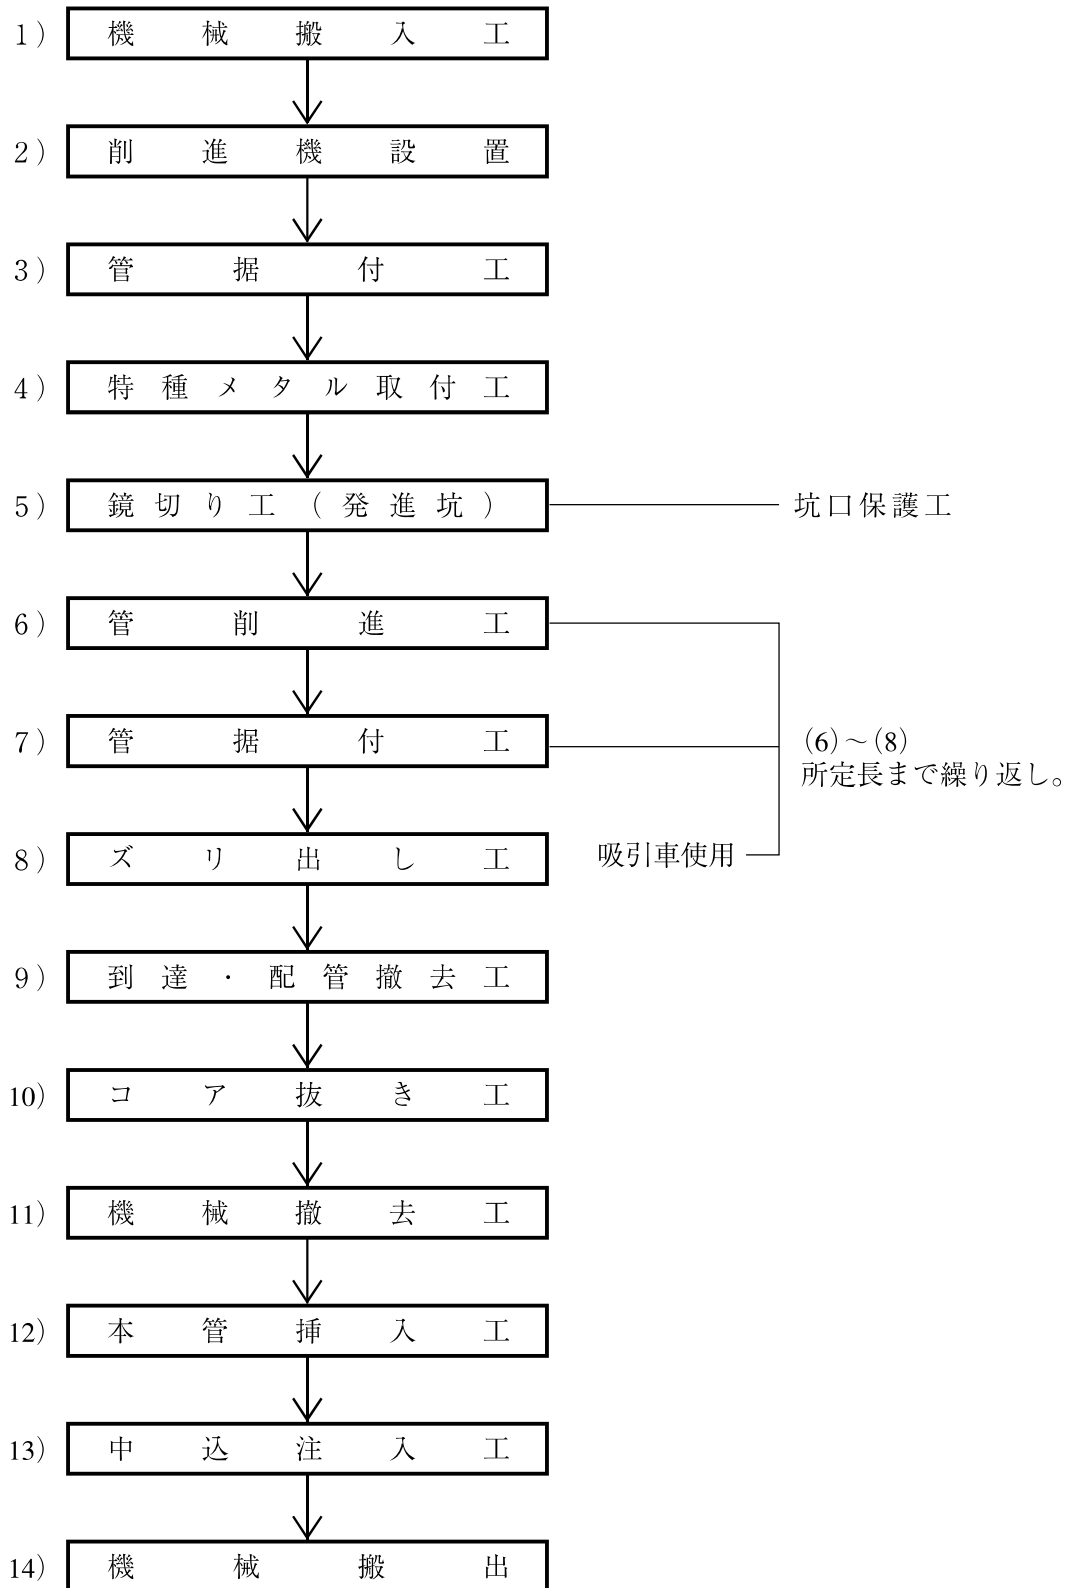 1）機械搬入工
2）削進機設置
3）管据付工
4）特種メタル取付工
5）鏡切り工（発進坑）
坑口保護工
6）管削進工
7）管据付工
(6)～(8)
所定長まで繰り返し。
8）ズリ出し工
吸引車使用
9）到達・配管撤去工
10）コア抜き工
11）機械撤去工
12）本管挿入工
13）中込注入工
14）機械搬出